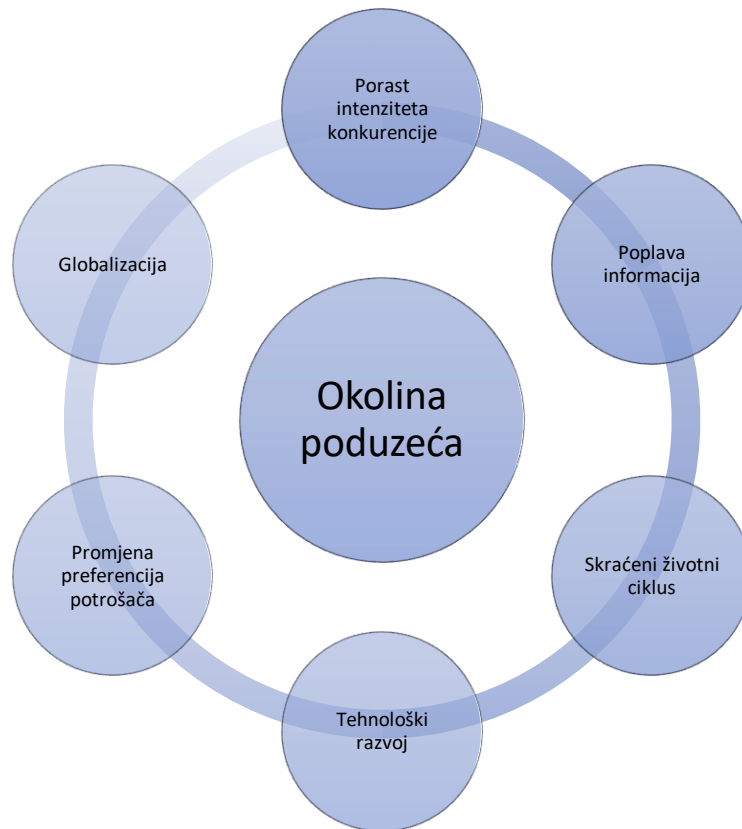 Porast
intenziteta
konkurencije
Poplava
informacija
Skraćeni životni
ciklus
Tehnološki
razvoj
Promjena
preferencija
potrošača
Globalizacija
Okolina
poduzeća